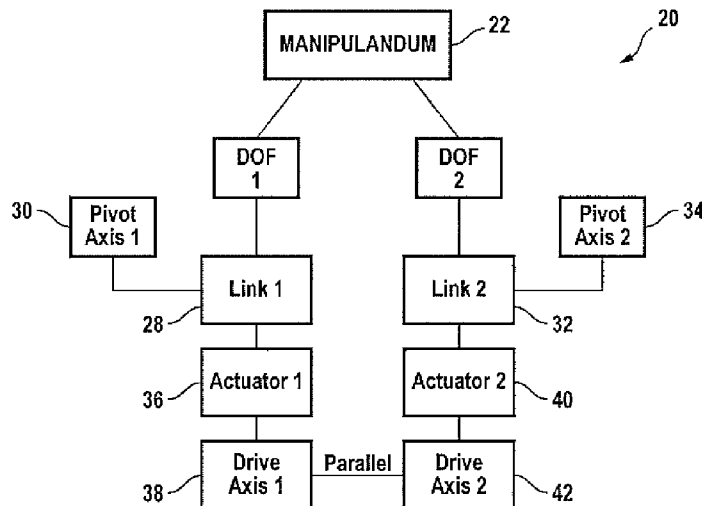 MANIPULANDUM
22
20
DOF
1
DOF
2
30
Pivot
Axis 1
Pivot
Axis 2
34
Link 1
28
Link 2
32
36
Actuator 1
Actuator 2
40
38
Drive
Axis 1
Parallel
Drive
Axis 2
42